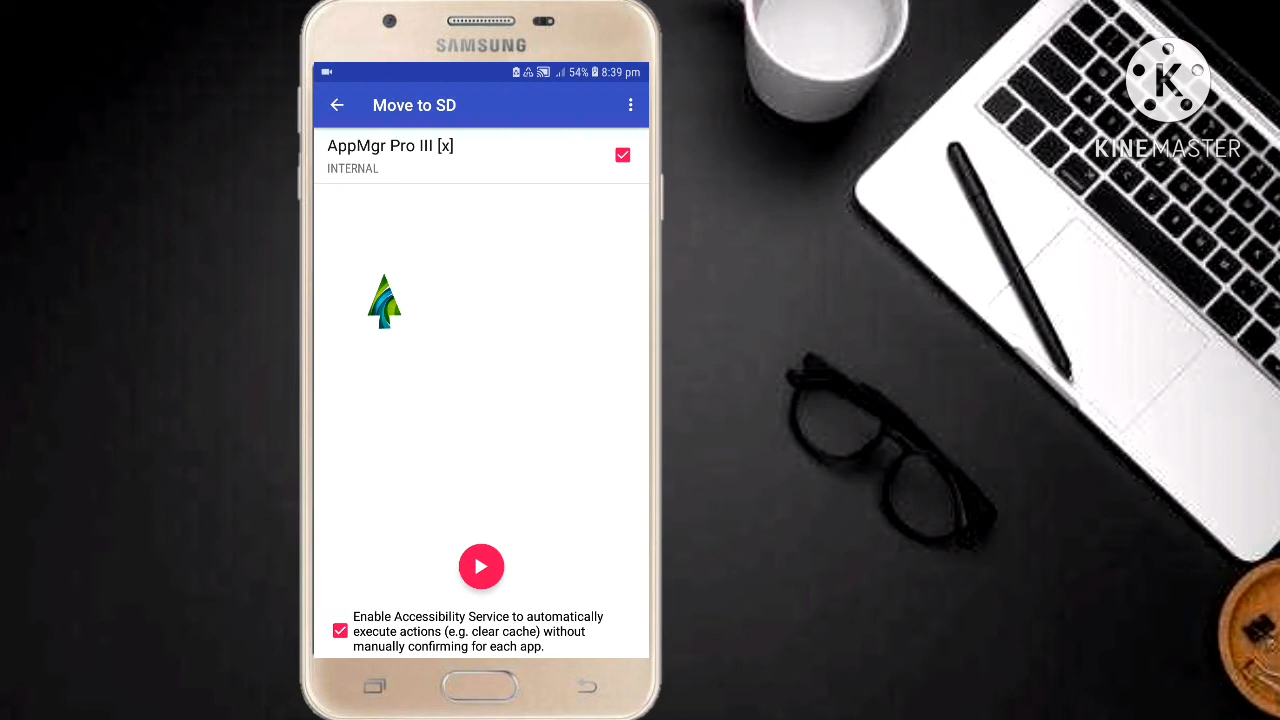 SAMSUNG
54% 8:39 pm
Move to SD
AppMgr Pro III [x]
INTERNAL
Enable Accessibility Service to automatically
execute actions (e.g. clear cache) without
manually confirming for each app.
K
KINEMASTER